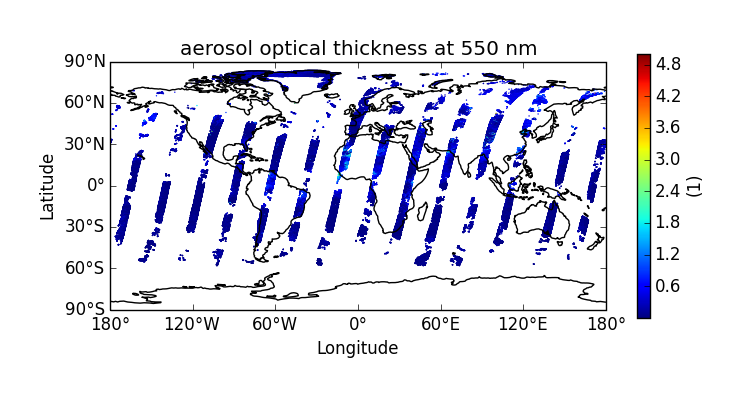 aerosol optical thickness at 550 nm
90°N
60°N
30°N
0°
30°S
60°S
90°S
Latitude
180° 120°W 60°W 0° 60°E 120°E 180°
Longitude
4.8
4.2
3.6
3.0
2.4
1.8
1.2
0.6
(1)